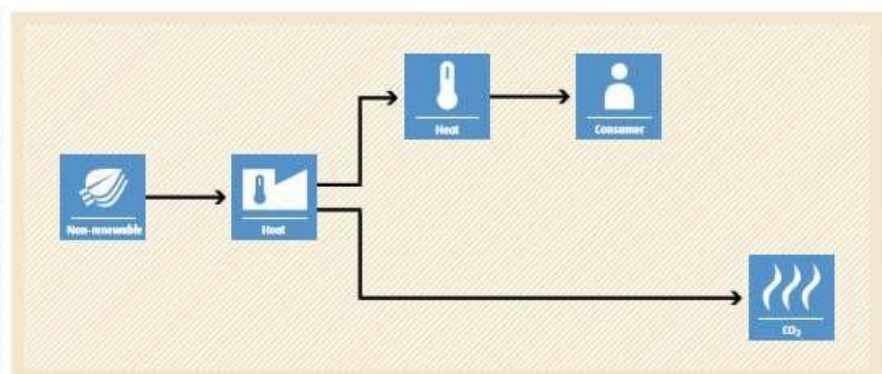 Heat
Consumer
Non-renewable
Heat
CO₂